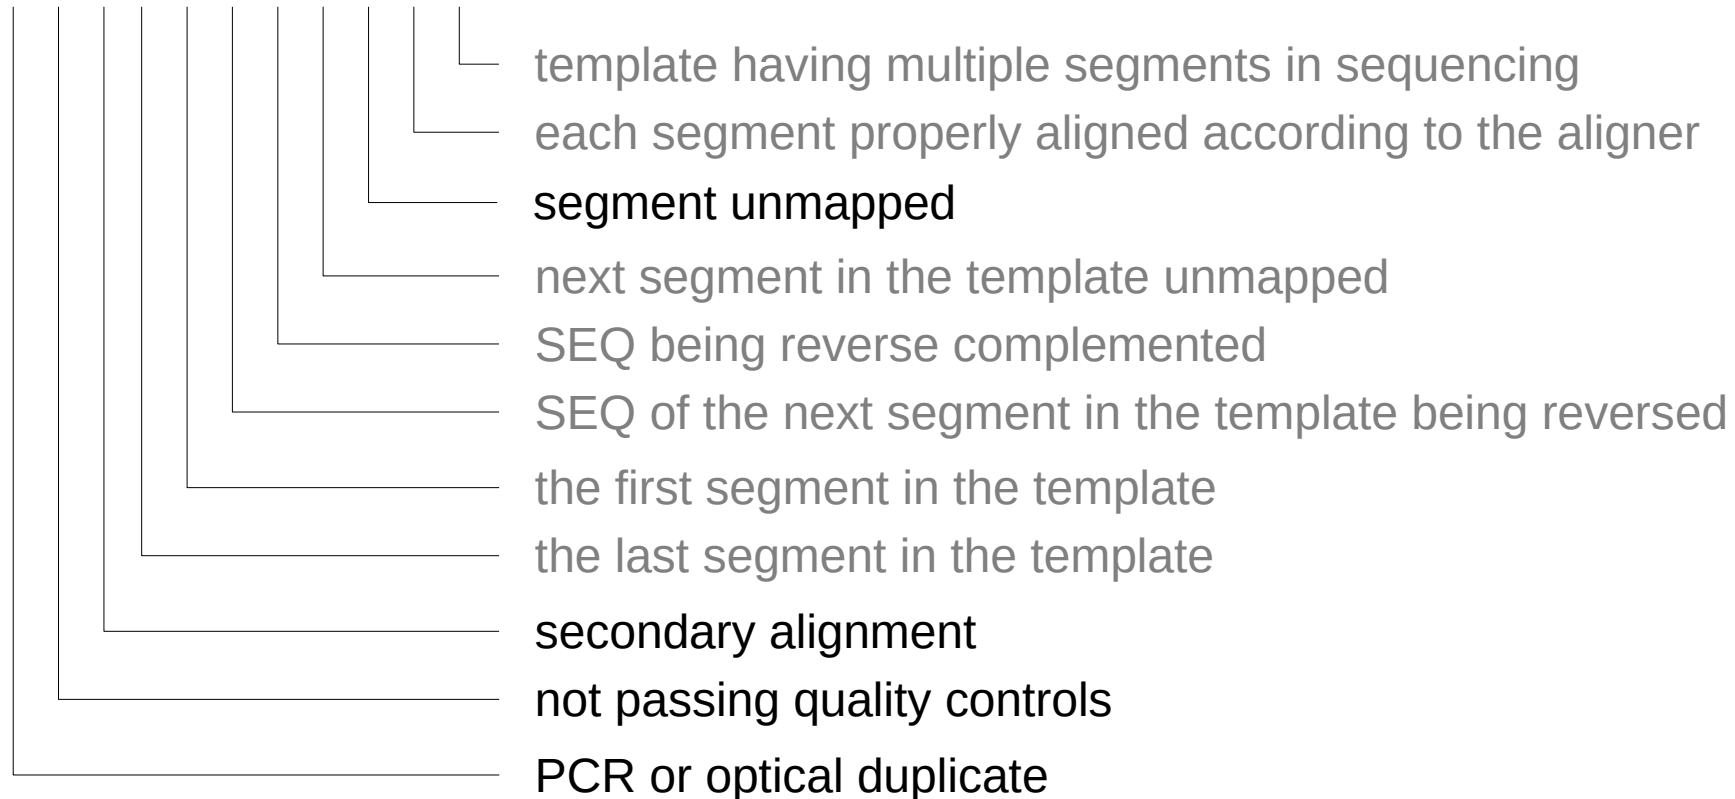 template having multiple segments in sequencing
each segment properly aligned according to the aligner
segment unmapped
next segment in the template unmapped
SEQ being reverse complemented
SEQ of the next segment in the template being reversed
the first segment in the template
the last segment in the template
secondary alignment
not passing quality controls
PCR or optical duplicate